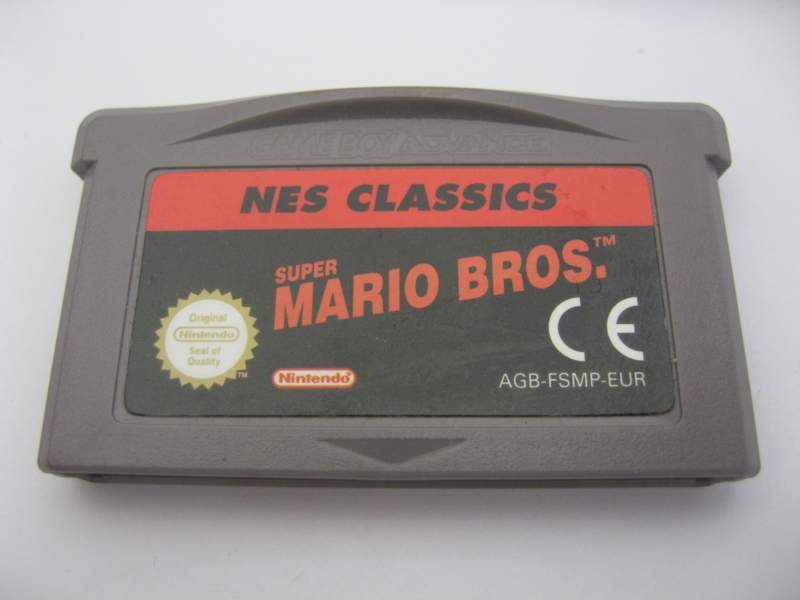 GAME BOY ADVANCE
NES CLASSICS
SUPER
MARIO BROS.™
Original
Nintendo
Seal of
Quality
TM
Nintendo
CE
AGB-FSMP-EUR